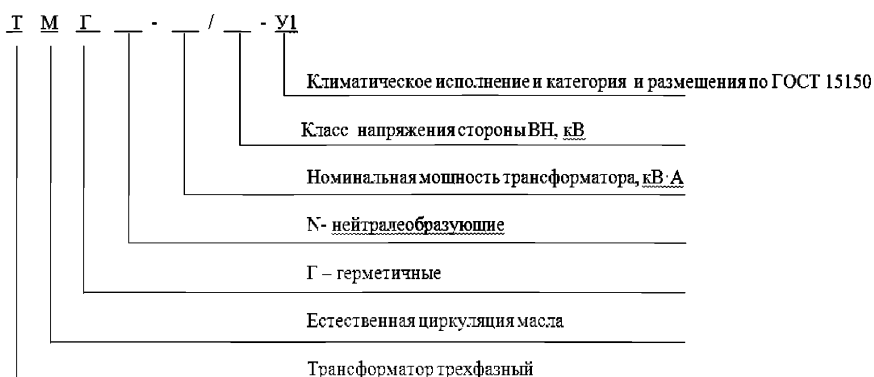 Т М Г __ - __ / __ - У1
Климатическое исполнение и категория и размещения по ГОСТ 15150
Класс напряжения стороны ВН, кВ
Номинальная мощность трансформатора, кВ·А
N- нейтралеобразующие
Г – герметичные
Естественная циркуляция масла
Трансформатор трехфазный